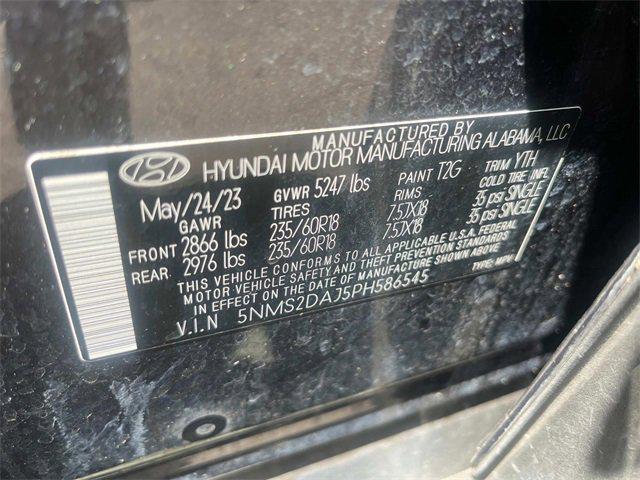 MANUFACTURED BY
HYUNDAI MOTOR MANUFACTURING ALABAMA, LLC
May/24/23 GVWR 5247 lbs PAINT T2G TRIM YTH
GAWR TIRES RIMS COLD TIRE INFL
FRONT 2866 lbs 235/60R18 7.5JX18 35 psi SINGLE
REAR 2976 lbs 235/60R18 7.5JX18 35 psi SINGLE
THIS VEHICLE CONFORMS TO ALL APPLICABLE U.S.A. FEDERAL
MOTOR VEHICLE SAFETY AND THEFT PREVENTION STANDARDS
IN EFFECT ON THE DATE OF MANUFACTURE SHOWN ABOVE
V.I.N 5NMS2DAJ5PH586545 TYPE: MPV